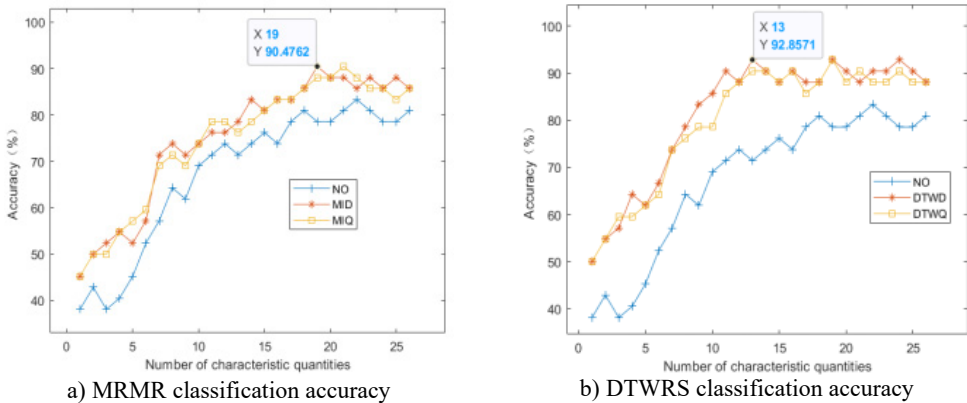 100
90
80
70
60
50
40
Accuracy（%）
X 19
Y 90.4762
NO
MID
MIQ
0 5 10 15 20 25
Number of characteristic quantities
a) MRMR classification accuracy
100
90
80
70
60
50
40
Accuracy（%）
X 13
Y 92.8571
NO
DTWD
DTWQ
0 5 10 15 20 25
Number of characteristic quantities
b) DTWRS classification accuracy